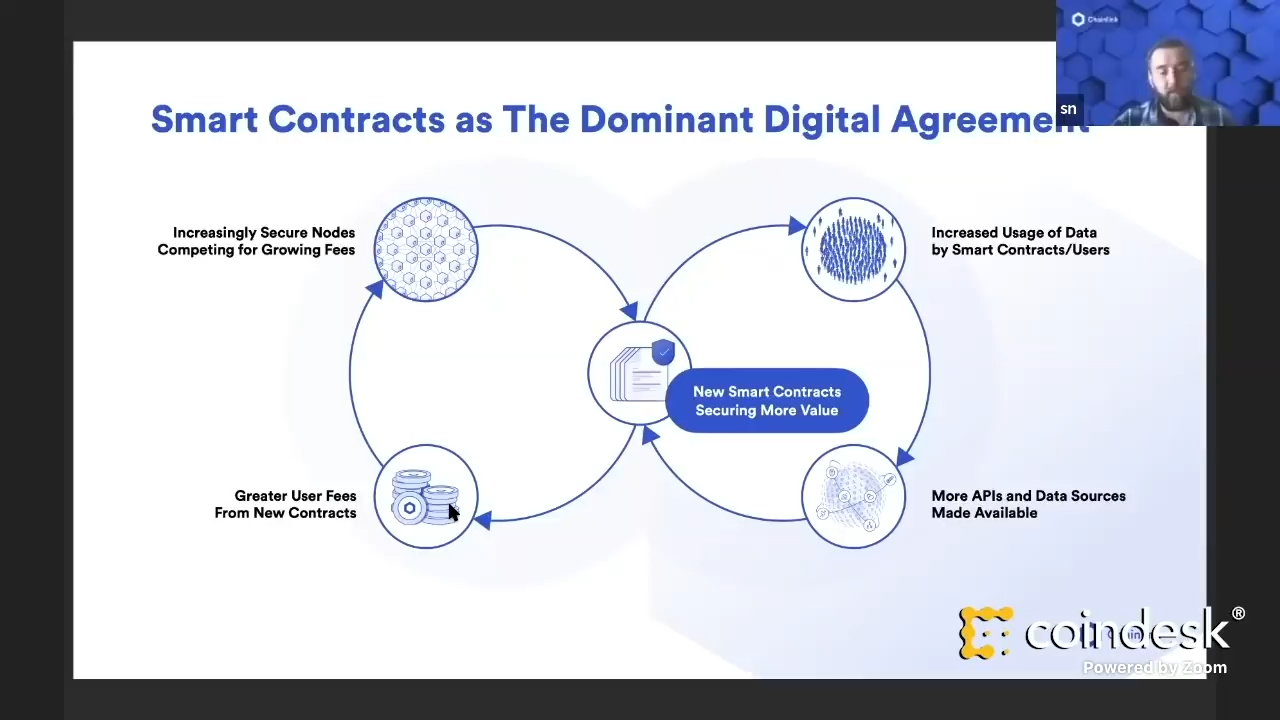 Chainlink
sn
Smart Contracts as The Dominant Digital Agreement
Increasingly Secure Nodes
Competing for Growing Fees
Increased Usage of Data
by Smart Contracts/Users
New Smart Contracts
Securing More Value
Greater User Fees
From New Contracts
More APIs and Data Sources
Made Available
coindesk®
Powered by Zoom